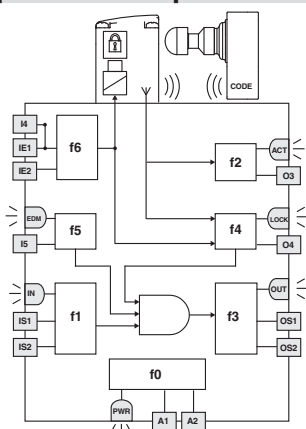 CODE
I4
IE1
IE2
f6
f2
ACT
O3
EDM
I5
f5
f4
LOCK
O4
IN
IS1
IS2
f1
f3
OUT
OS1
OS2
f0
PWR
A1
A2